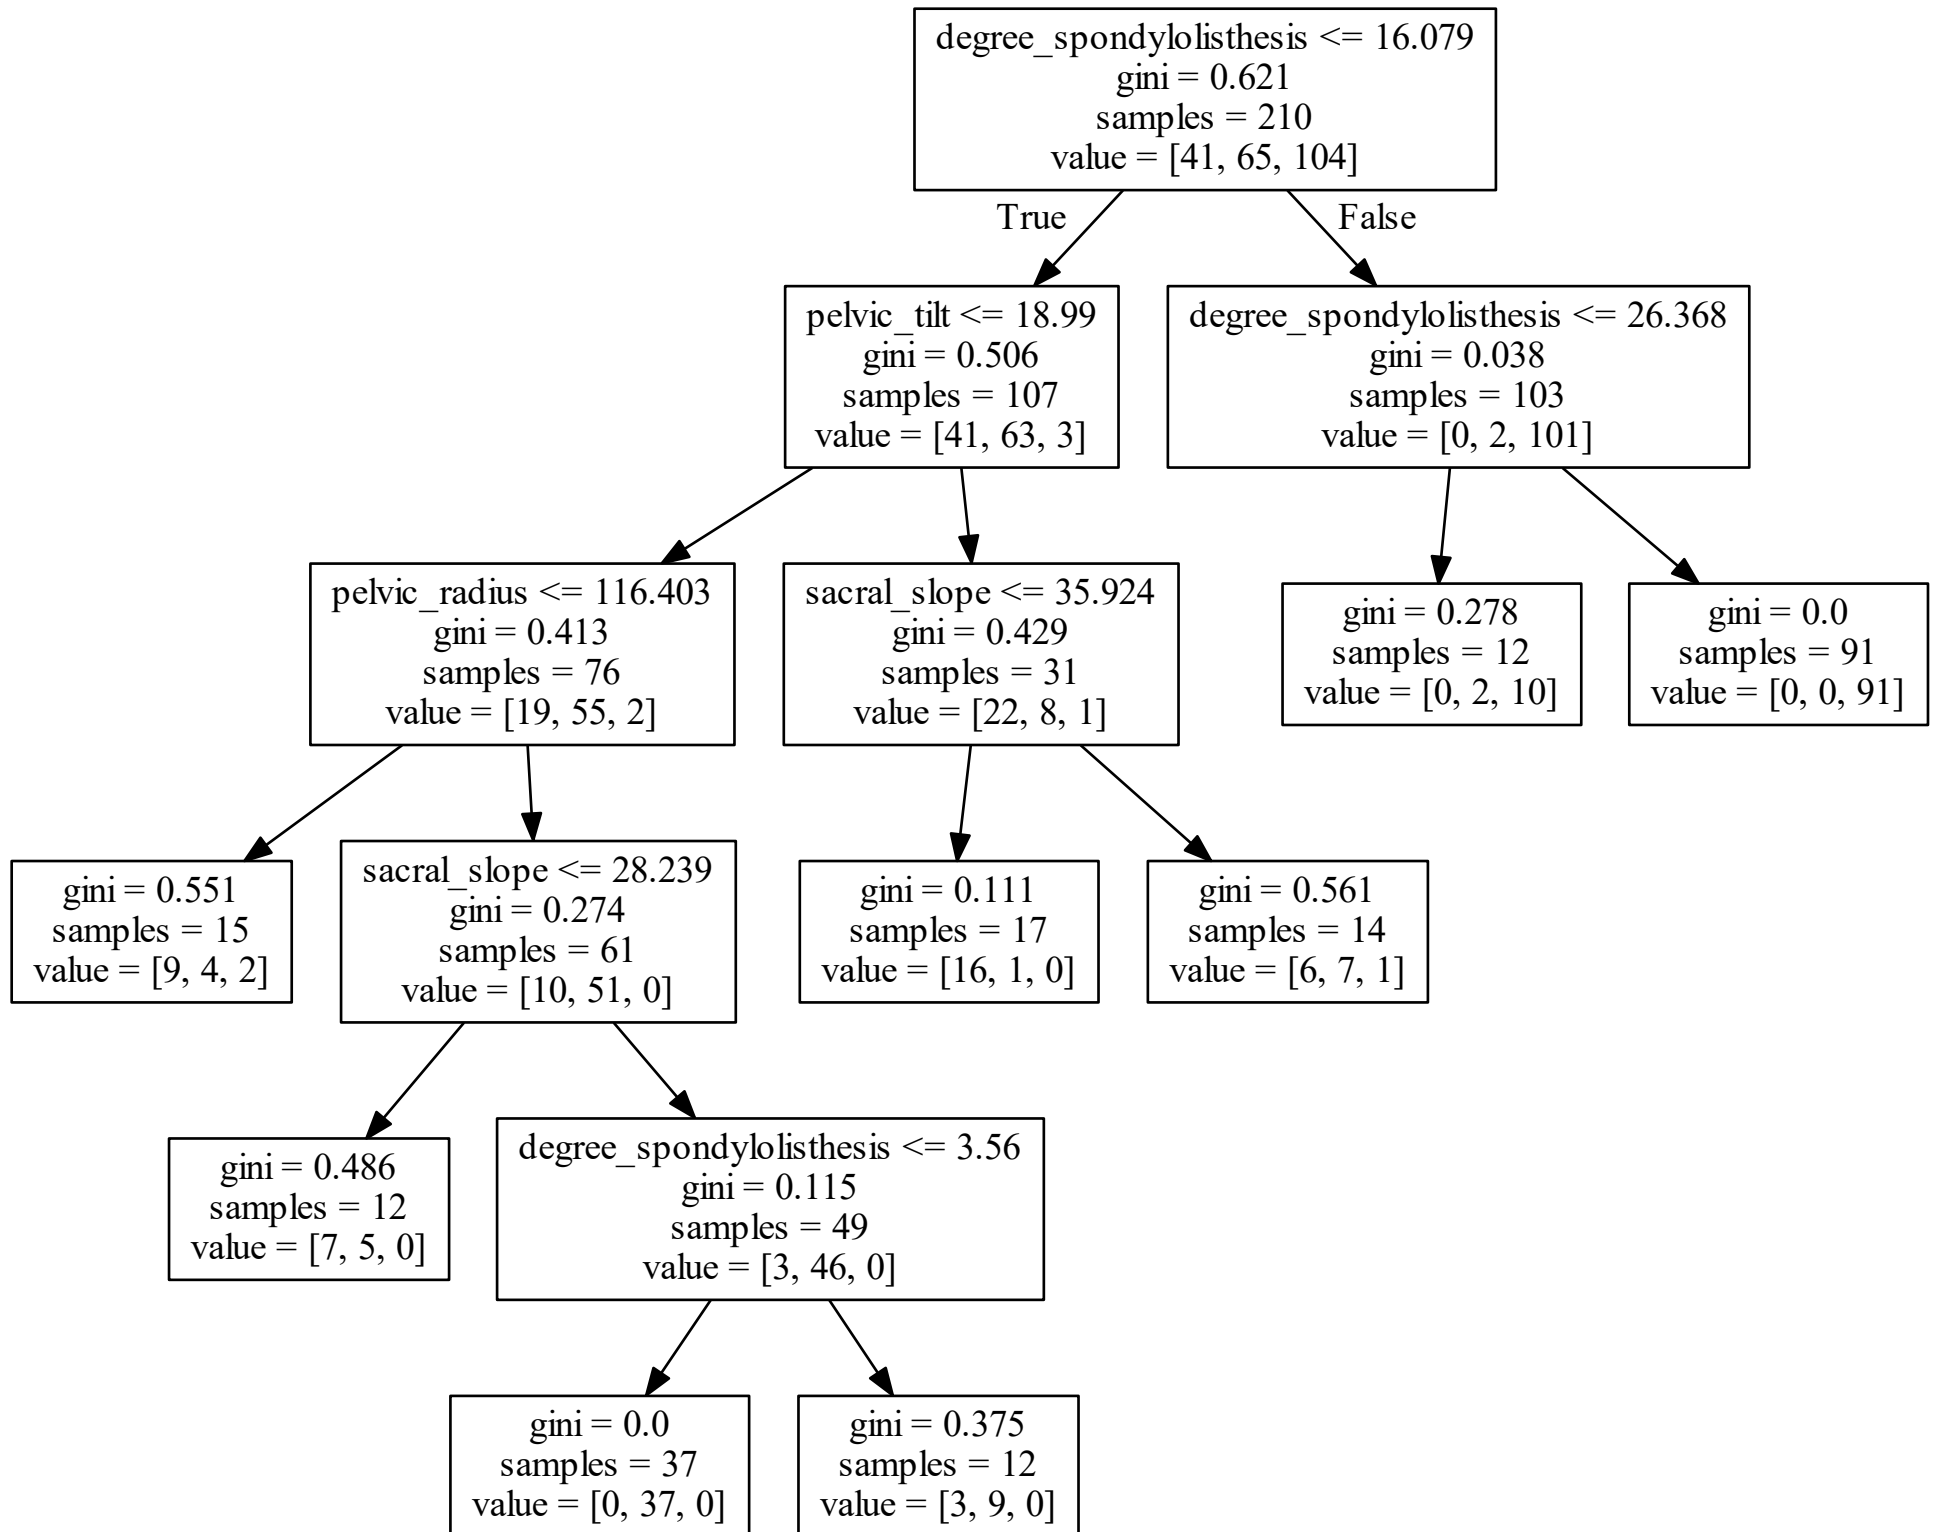 degree_spondylolisthesis <= 16.079
gini = 0.621
samples = 210
value = [41, 65, 104]
True
False
pelvic_tilt <= 18.99
gini = 0.506
samples = 107
value = [41, 63, 3]
degree_spondylolisthesis <= 26.368
gini = 0.038
samples = 103
value = [0, 2, 101]
pelvic_radius <= 116.403
gini = 0.413
samples = 76
value = [19, 55, 2]
sacral_slope <= 35.924
gini = 0.429
samples = 31
value = [22, 8, 1]
gini = 0.278
samples = 12
value = [0, 2, 10]
gini = 0.0
samples = 91
value = [0, 0, 91]
gini = 0.551
samples = 15
value = [9, 4, 2]
sacral_slope <= 28.239
gini = 0.274
samples = 61
value = [10, 51, 0]
gini = 0.111
samples = 17
value = [16, 1, 0]
gini = 0.561
samples = 14
value = [6, 7, 1]
gini = 0.486
samples = 12
value = [7, 5, 0]
degree_spondylolisthesis <= 3.56
gini = 0.115
samples = 49
value = [3, 46, 0]
gini = 0.0
samples = 37
value = [0, 37, 0]
gini = 0.375
samples = 12
value = [3, 9, 0]